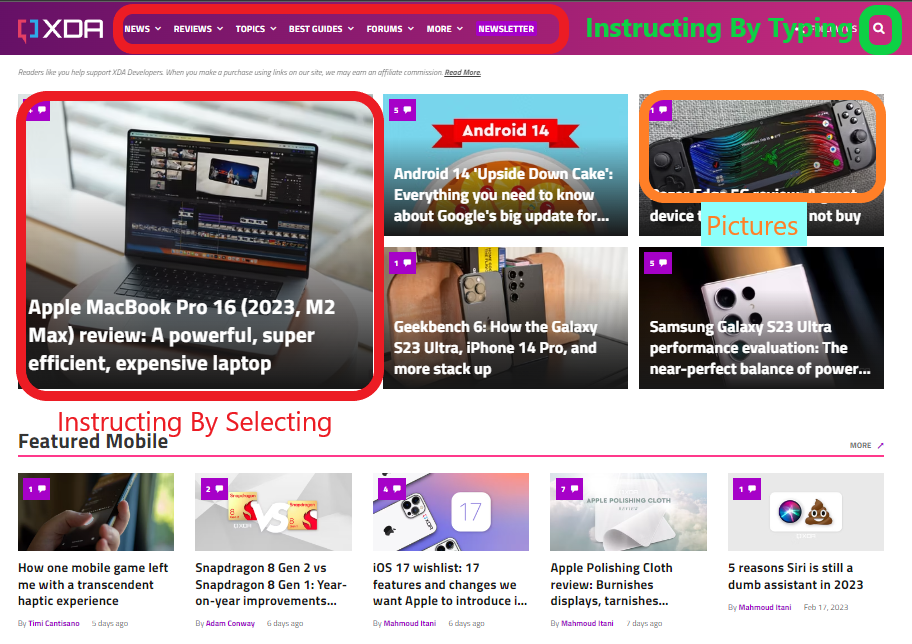 XDA
NEWS REVIEWS TOPICS BEST GUIDES FORUMS MORE NEWSLETTER
Instructing By Typing
Readers like you help support XDA Developers. When you make a purchase using links on our site, we may earn an affiliate commission. Read More.
Apple MacBook Pro 16 (2023, M2
Max) review: A powerful, super
efficient, expensive laptop
5
Android 14
Android 14 'Upside Down Cake':
Everything you need to know
about Google's big update for...
1
review: A great
device
not buy
Pictures
1
Geekbench 6: How the Galaxy
S23 Ultra, iPhone 14 Pro, and
more stack up
5
Samsung Galaxy S23 Ultra
performance evaluation: The
near-perfect balance of power...
Instructing By Selecting
Featured Mobile
MORE
1
How one mobile game left
me with a transcendent
haptic experience
By Timi Cantisano 5 days ago
2
Snapdragon
Snapdragon
8
VS
8
XDA
Snapdragon 8 Gen 2 vs
Snapdragon 8 Gen 1: Year-
on-year improvements...
By Adam Conway 6 days ago
4
17
XDA
iOS 17 wishlist: 17
features and changes we
want Apple to introduce i...
By Mahmoud Itani 6 days ago
7
APPLE POLISHING CLOTH
REVIEW
Apple Polishing Cloth
review: Burnishes
displays, tarnishes...
By Mahmoud Itani 7 days ago
1
5 reasons Siri is still a
dumb assistant in 2023
By Mahmoud Itani Feb 17, 2023